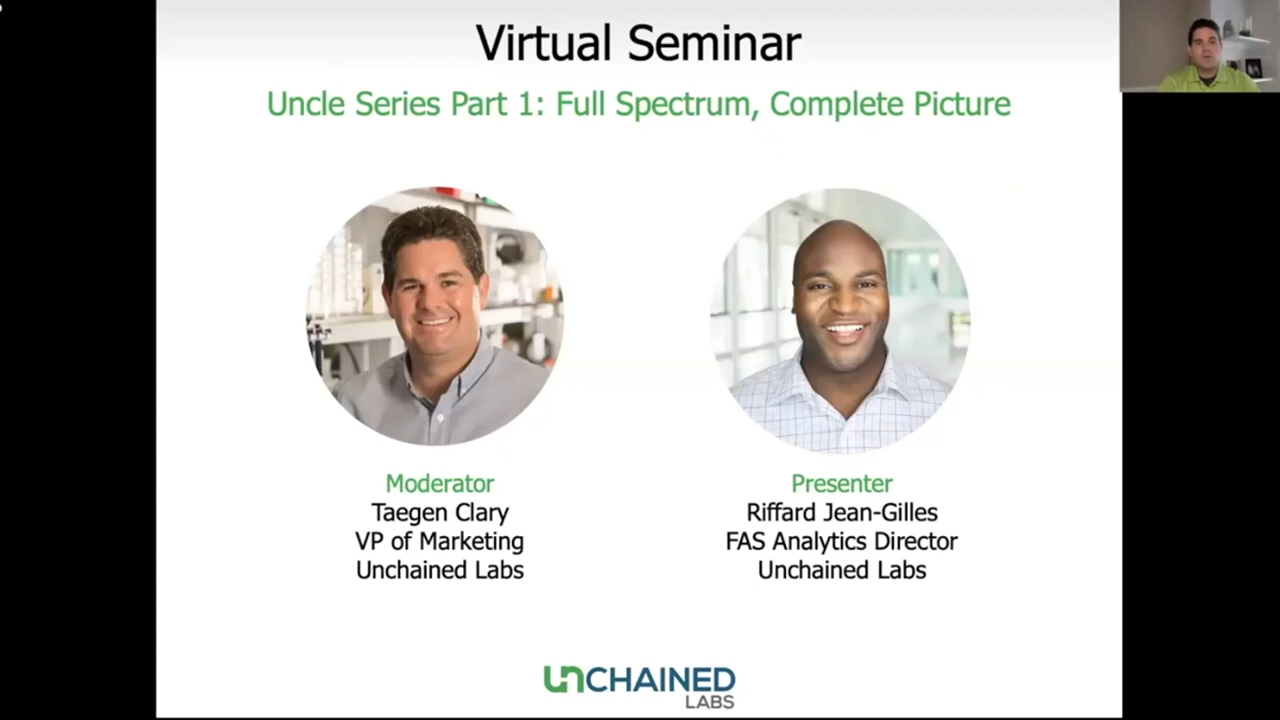 Virtual Seminar
Uncle Series Part 1: Full Spectrum, Complete Picture
Moderator
Taegen Clary
VP of Marketing
Unchained Labs
Presenter
Riffard Jean-Gilles
FAS Analytics Director
Unchained Labs
UNCHAINED
LABS